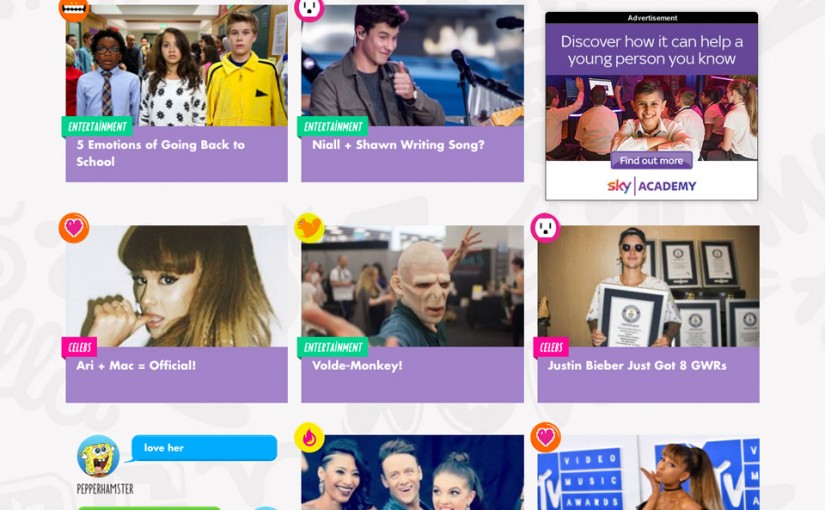 Advertisement
Discover how it can help a
young person you know
Find out more
sky ACADEMY
ENTERTAINMENT
5 Emotions of Going Back to
School
ENTERTAINMENT
Niall + Shawn Writing Song?
CELEBS
Ari + Mac = Official!
ENTERTAINMENT
Volde-Monkey!
CELEBS
Justin Bieber Just Got 8 GWRs
love her
PEPPERHAMSTER
VIDEO
MUSIC
AWARDS